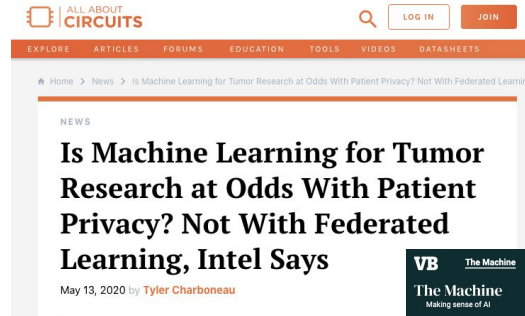 ALL ABOUT
CIRCUITS
LOG IN
JOIN
EXPLORE ARTICLES FORUMS EDUCATION TOOLS VIDEOS DATASHEETS
Home > News > Is Machine Learning for Tumor Research at Odds With Patient Privacy? Not With Federated Learnin
NEWS
Is Machine Learning for Tumor
Research at Odds With Patient
Privacy? Not With Federated
Learning, Intel Says
May 13, 2020 by Tyler Charboneau
VB The Machine
The Machine
Making sense of AI